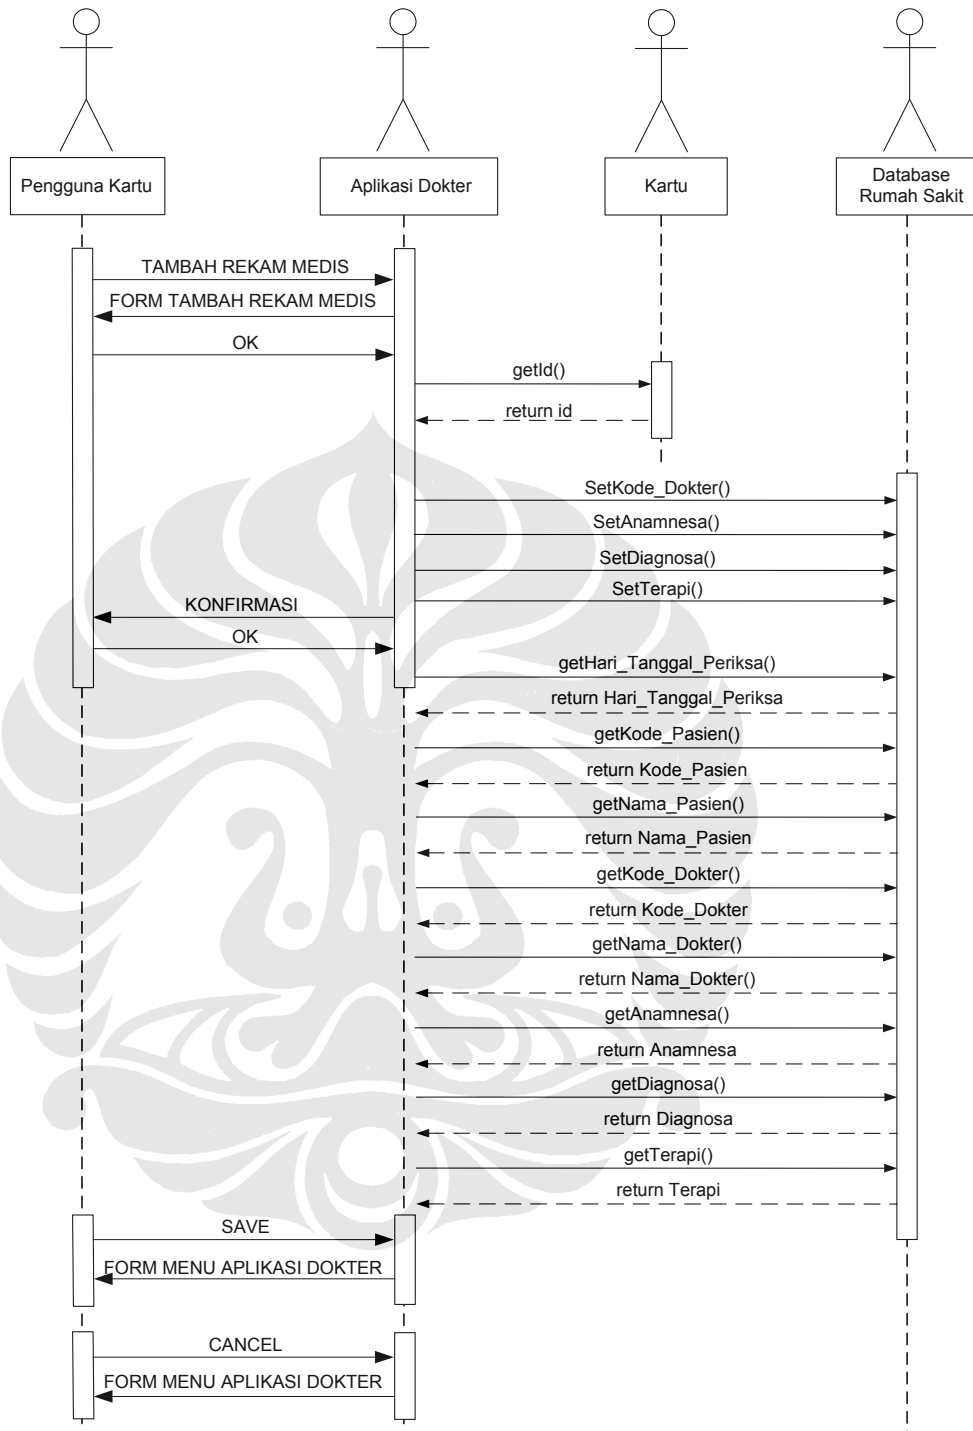 Pengguna Kartu
Aplikasi Dokter
Kartu
Database
Rumah Sakit
TAMBAH REKAM MEDIS
FORM TAMBAH REKAM MEDIS
OK
getId()
return id
SetKode_Dokter()
SetAnamnesa()
SetDiagnosa()
SetTerapi()
KONFIRMASI
OK
getHari_Tanggal_Periksa()
return Hari_Tanggal_Periksa
getKode_Pasien()
return Kode_Pasien
getNama_Pasien()
return Nama_Pasien
getKode_Dokter()
return Kode_Dokter
getNama_Dokter()
return Nama_Dokter()
getAnamnesa()
return Anamnesa
getDiagnosa()
return Diagnosa
getTerapi()
return Terapi
SAVE
FORM MENU APLIKASI DOKTER
CANCEL
FORM MENU APLIKASI DOKTER